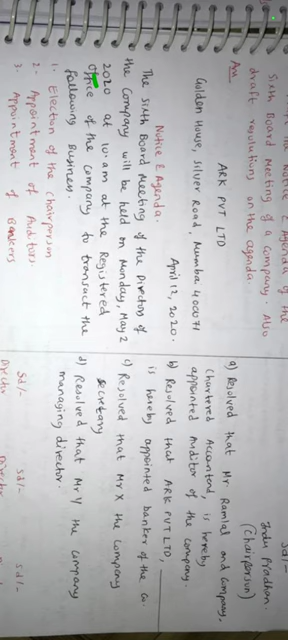 the Notice & Agenda of the
Sixth Board Meeting of a Company. Also
draft resolutions on the agenda.
An
ARK PVT LTD
Golden House, Silver Road, Mumbai 400071
April 12, 2020.
Notice & Agenda.
The Sixth Board Meeting of the Directors of
the Company will be held on Monday, May 2
2020 at 10.am at the Registered
office of the Company to transact the
following Business.
1. Election of the Chairperson
2- Appointment of Auditors
3. Appointment of Bankers
Sd/-
Indu Pradhan.
(Chairperson)
a) Resolved that Mr. Ramlal and Company,
Chartered Accountend, is hereby
appointed Auditor of the company.
b) Resolved that ARK PVT LTD,
is hereby appointed banker of the Co.
c) Resolved that Mr X the Company
secretary
d) Resolved that Mr Y the Company
managing director.
Sd/- Sd/-
Director Director